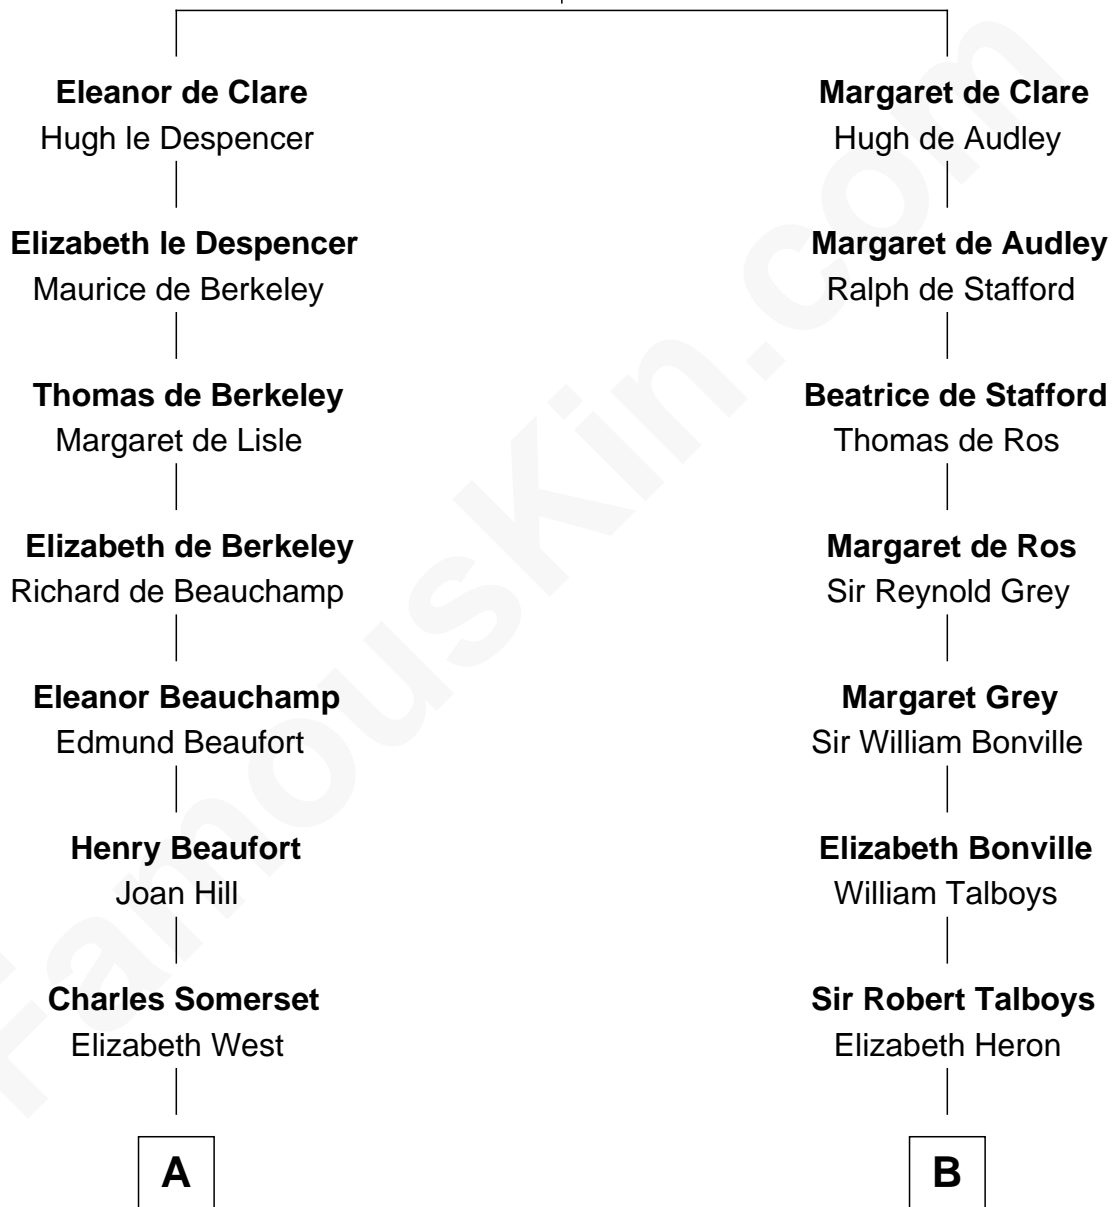 Eleanor de Clare
Hugh le Despencer
Elizabeth le Despencer
Maurice de Berkeley
Thomas de Berkeley
Margaret de Lisle
Elizabeth de Berkeley
Richard de Beauchamp
Eleanor Beauchamp
Edmund Beaufort
Henry Beaufort
Joan Hill
Charles Somerset
Elizabeth West
A
Margaret de Clare
Hugh de Audley
Margaret de Audley
Ralph de Stafford
Beatrice de Stafford
Thomas de Ros
Margaret de Ros
Sir Reynold Grey
Margaret Grey
Sir William Bonville
Elizabeth Bonville
William Talboys
Sir Robert Talboys
Elizabeth Heron
B
FamousKin.com